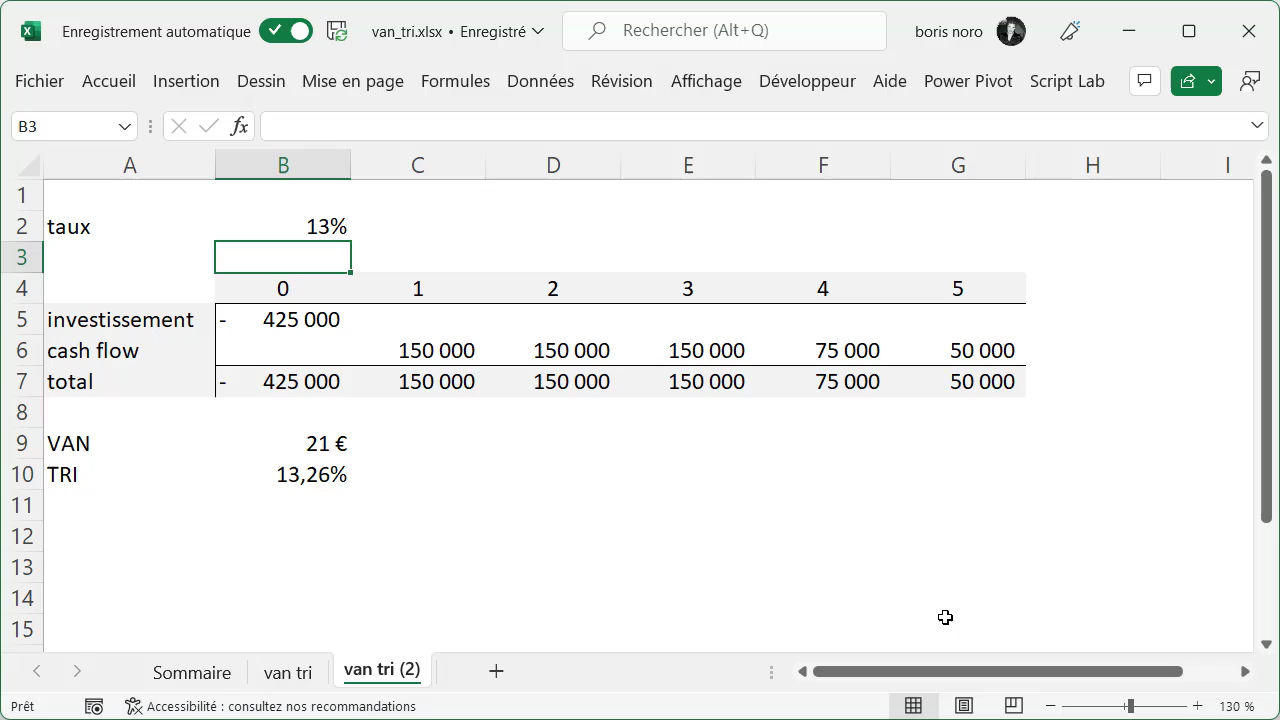 Enregistrement automatique van_tri.xlsx • Enregistré Rechercher (Alt+Q) boris noro
Fichier Accueil Insertion Dessin Mise en page Formules Données Révision Affichage Développeur Aide Power Pivot Script Lab
B3 fx
A B C D E F G H I
1
2 taux 13%
3
4 0 1 2 3 4 5
5 investissement - 425 000
6 cash flow 150 000 150 000 150 000 75 000 50 000
7 total - 425 000 150 000 150 000 150 000 75 000 50 000
8
9 VAN 21 €
10 TRI 13,26%
11
12
13
14
15
Sommaire van tri van tri (2)
Prêt Accessibilité : consultez nos recommandations 130 %